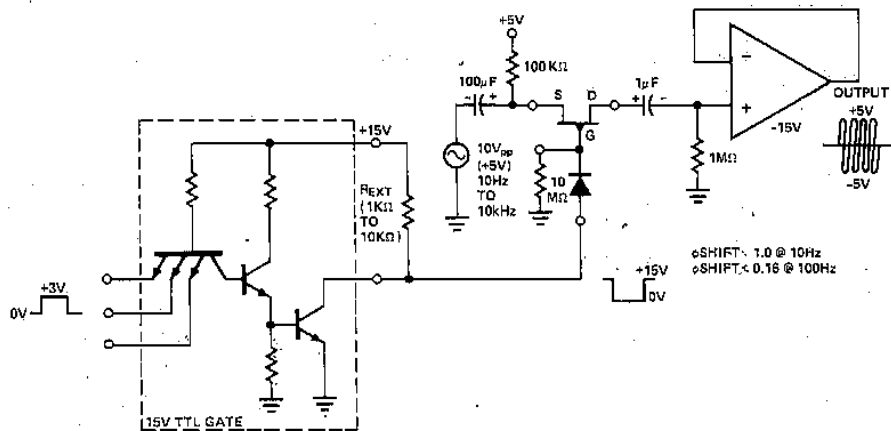 +5V
100KΩ
100μF
- +
S D
G
1μF
+ -
-
+
-15V
OUTPUT
+5V
-5V
1MΩ
10Vpp
(+5V)
10Hz
TO
10kHz
10
MΩ
+15V
REXT
(1KΩ
TO
10KΩ)
+15V
0V
φSHIFT < 1.0 @ 10Hz
φSHIFT < 0.16 @ 100Hz
+3V
0V
15V TTL GATE